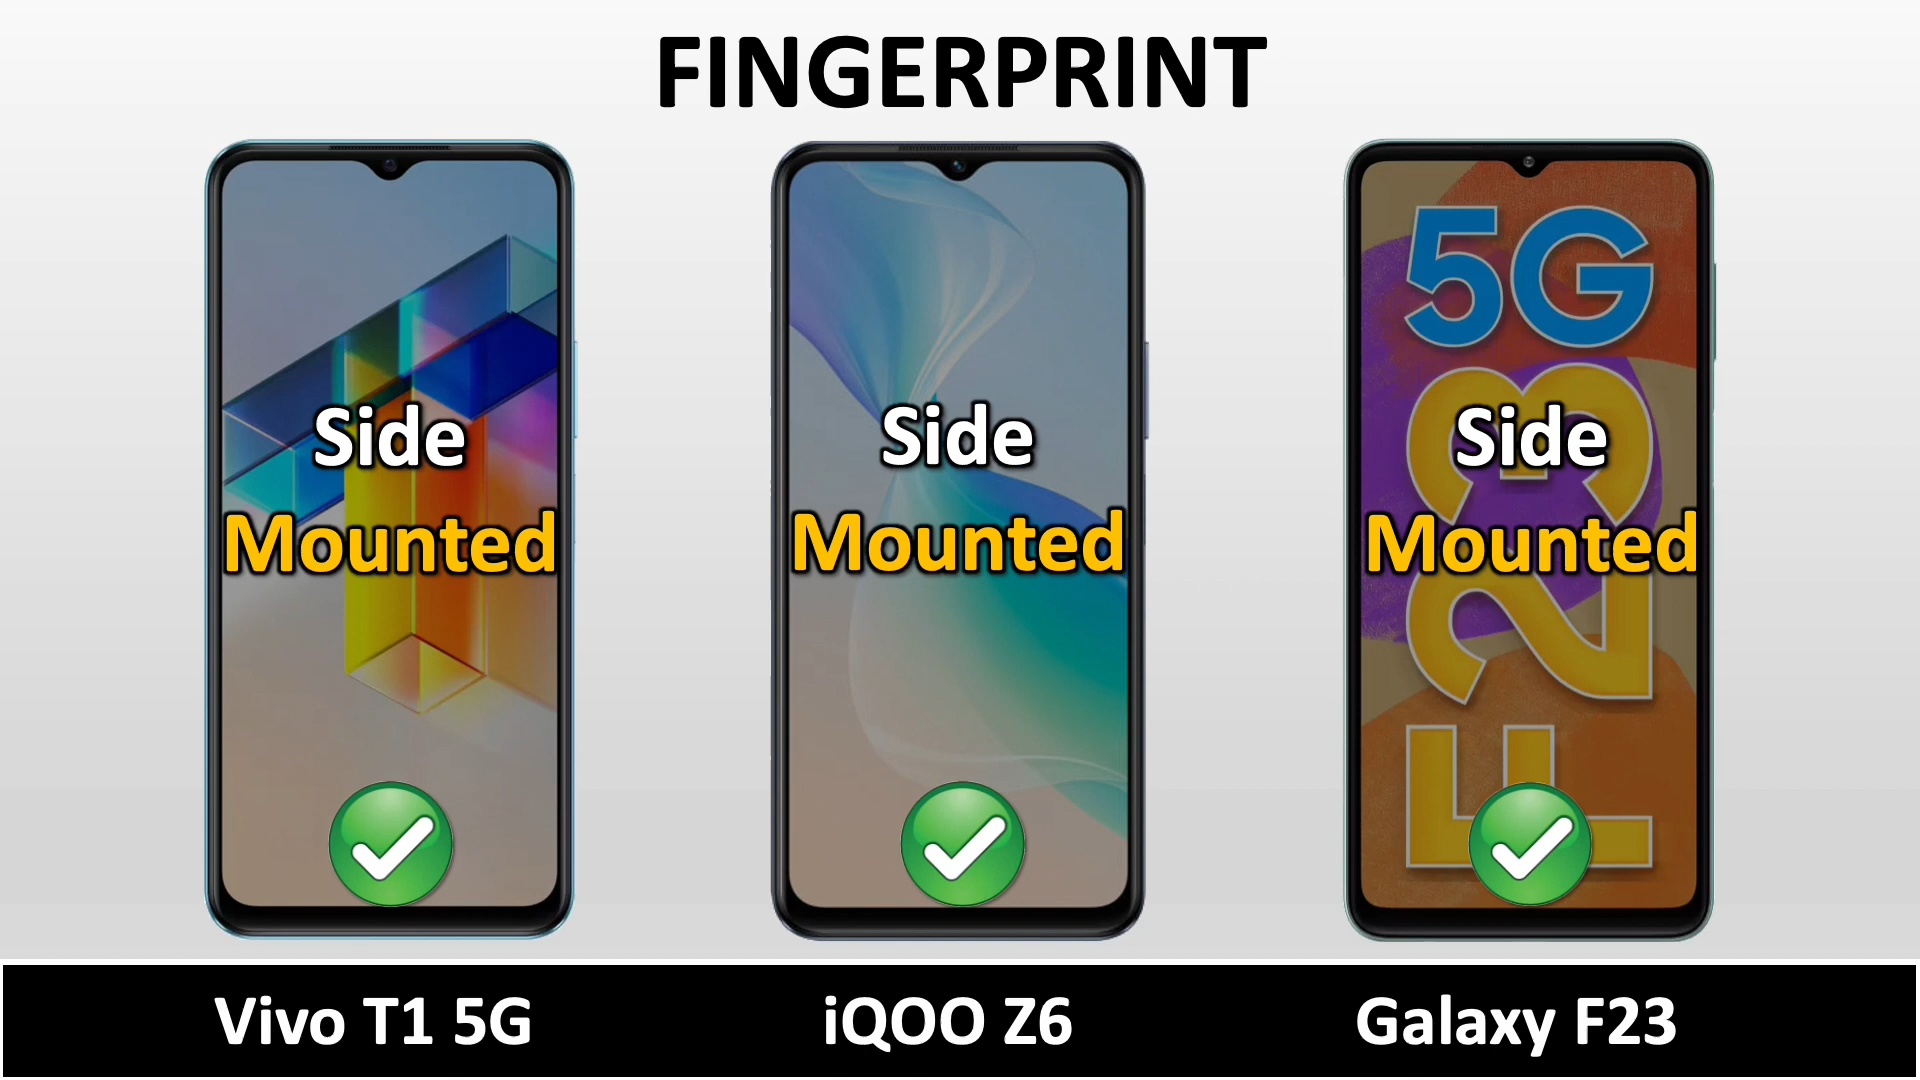 FINGERPRINT
Side
Mounted
Side
Mounted
5G
F23
Side
Mounted
Vivo T1 5G
iQOO Z6
Galaxy F23